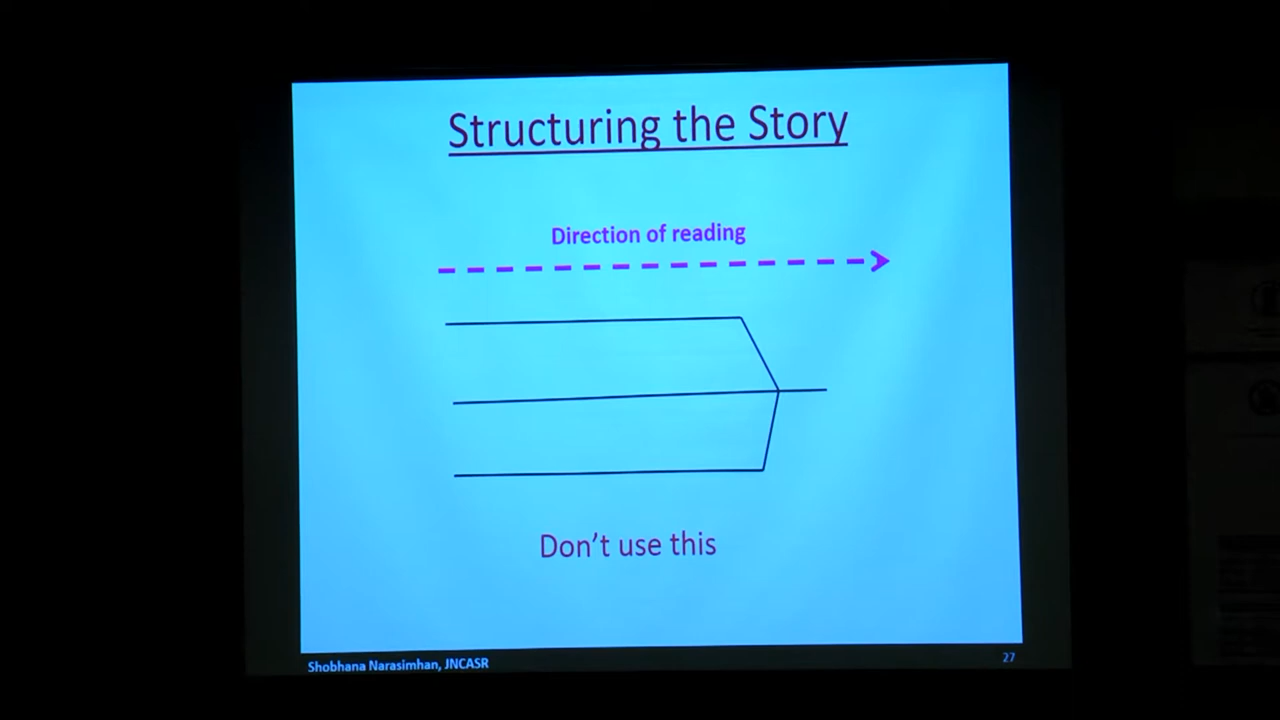 Structuring the Story
Direction of reading
Don't use this
Shobhana Narasimhan, JNCASR
27